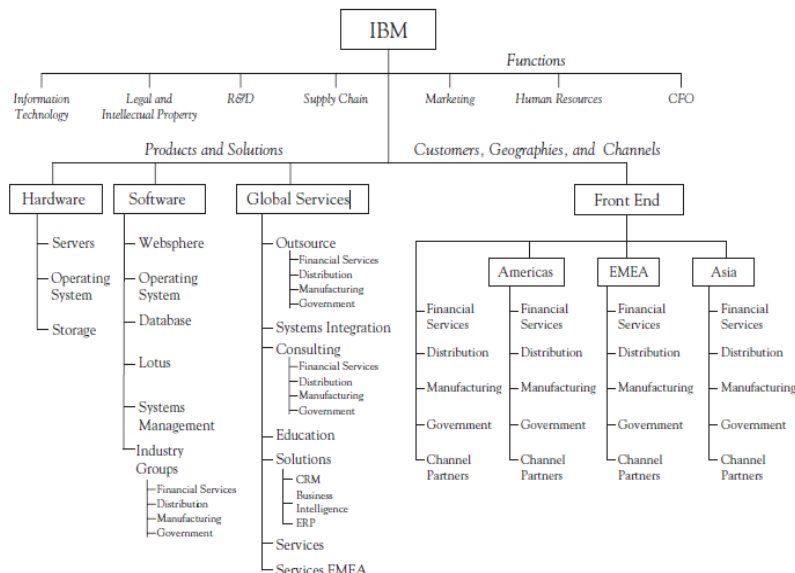 IBM
Functions
Information
Technology
Legal and
Intellectual Property
R&D
Supply Chain
Marketing
Human Resources
CFO
Products and Solutions
Customers, Geographies, and Channels
Hardware
Servers
Operating
System
Storage
Software
Websphere
Operating
System
Database
Lotus
Systems
Management
Industry
Groups
Financial Services
Distribution
Manufacturing
Government
Global Services
Outsource
Financial Services
Distribution
Manufacturing
Government
Systems Integration
Consulting
Financial Services
Distribution
Manufacturing
Government
Education
Solutions
CRM
Business
Intelligence
ERP
Services
Services EMEA
Front End
Financial
Services
Distribution
Manufacturing
Government
Channel
Partners
Americas
Financial
Services
Distribution
Manufacturing
Government
Channel
Partners
EMEA
Financial
Services
Distribution
Manufacturing
Government
Channel
Partners
Asia
Financial
Services
Distribution
Manufacturing
Government
Channel
Partners